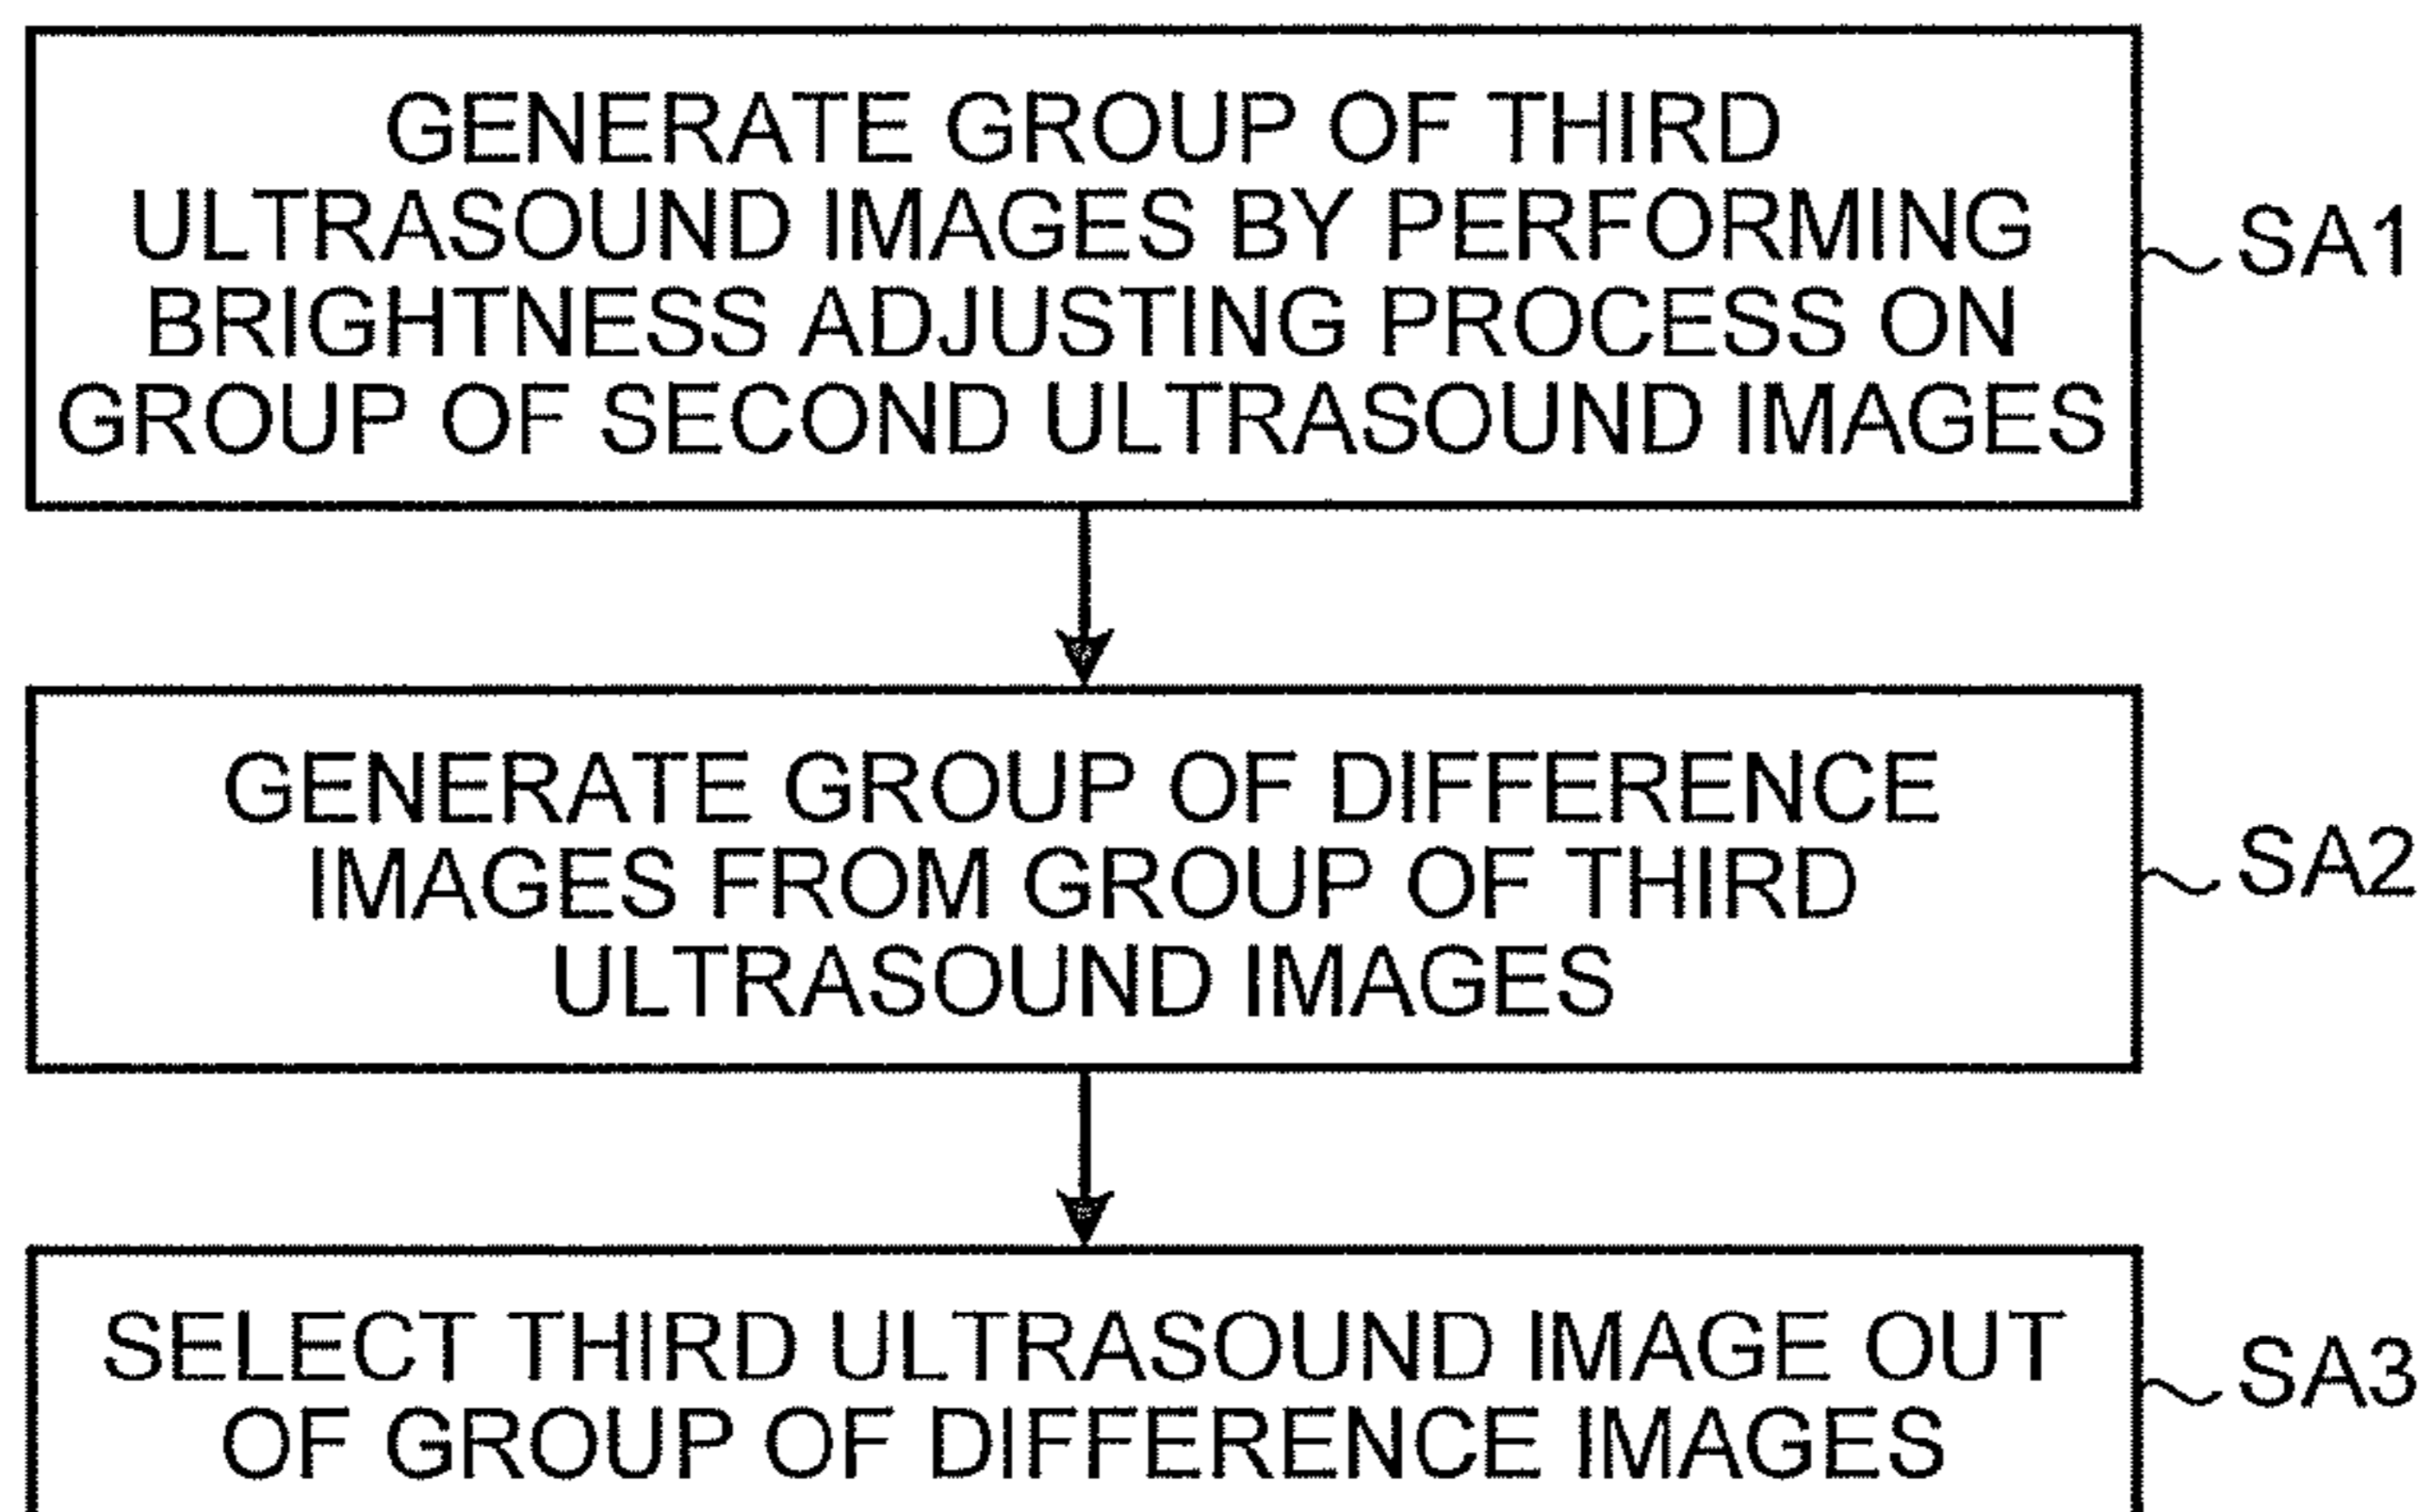 GENERATE GROUP OF THIRD
ULTRASOUND IMAGES BY PERFORMING
BRIGHTNESS ADJUSTING PROCESS ON
GROUP OF SECOND ULTRASOUND IMAGES
SA1
GENERATE GROUP OF DIFFERENCE
IMAGES FROM GROUP OF THIRD
ULTRASOUND IMAGES
SA2
SELECT THIRD ULTRASOUND IMAGE OUT
OF GROUP OF DIFFERENCE IMAGES
SA3